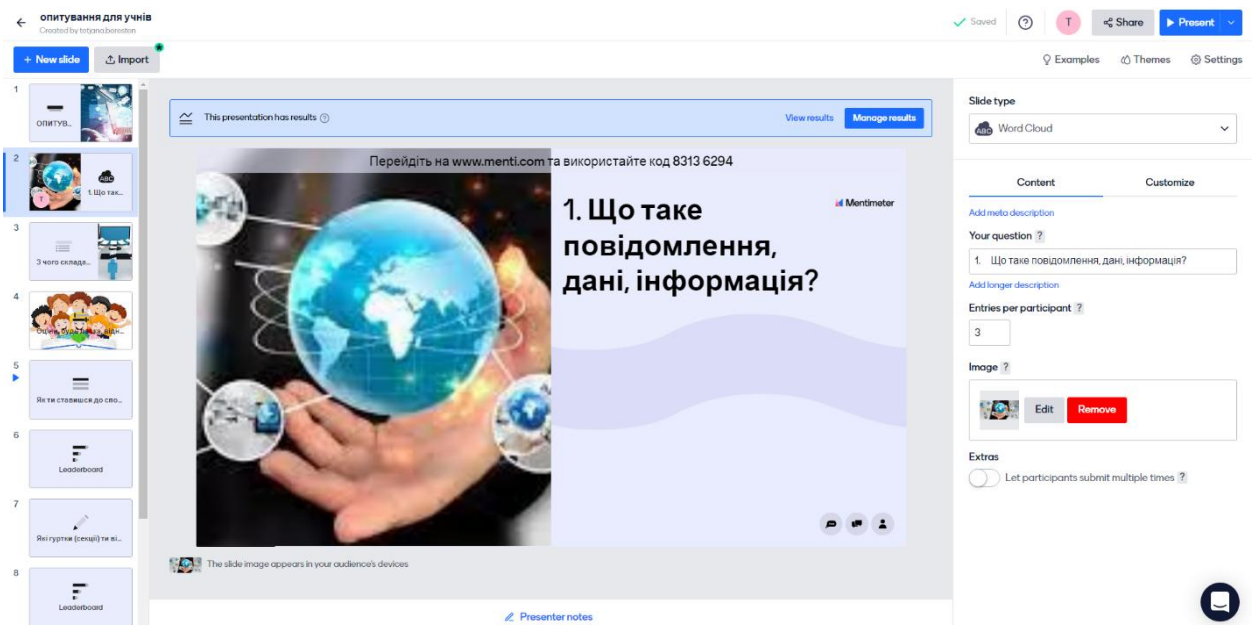 опитування для учнів
Created by tetjana.bereston
Saved
T
Share
Present
+ New slide
Import
Examples
Themes
Settings
1
ОПИТУВ...
2
ABC
T
1. Що так...
3
З чого склада...
4
5
Як ти ставишся до сво...
6
Leaderboard
7
Які гуртки (секції) ти ві...
8
Leaderboard
This presentation has results ?
View results
Manage results
Перейдіть на www.menti.com та використайте код 8313 6294
Mentimeter
1. Що таке
повідомлення,
дані, інформація?
The slide image appears in your audience's devices
Presenter notes
Slide type
ABC Word Cloud
Content
Customize
Add meta description
Your question ?
1. Що таке повідомлення, дані, інформація?
Add longer description
Entries per participant ?
3
Image ?
Edit
Remove
Extras
Let participants submit multiple times ?